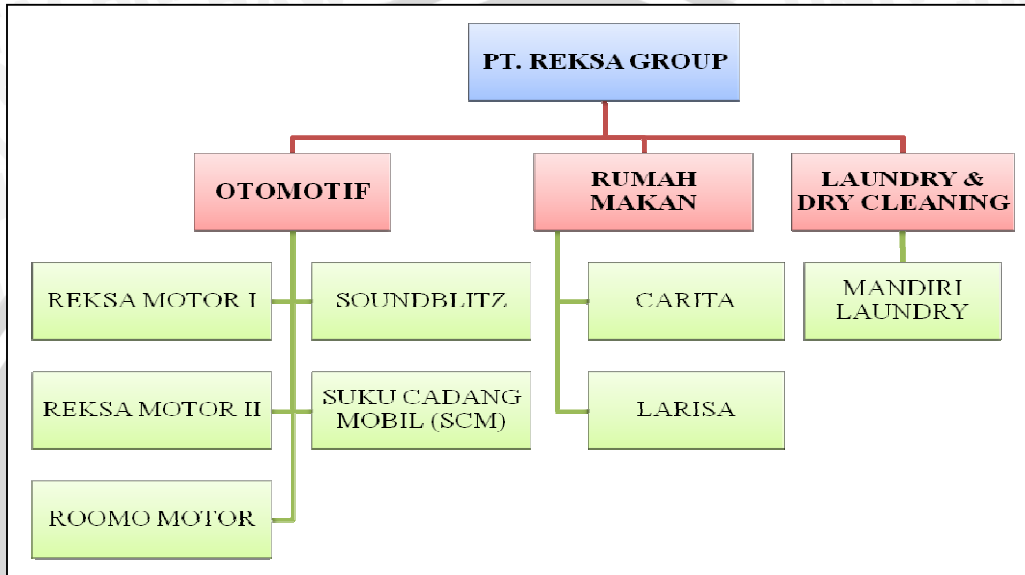 PT. REKSA GROUP
OTOMOTIF
RUMAH
MAKAN
LAUNDRY &
DRY CLEANING
REKSA MOTOR I
SOUNDBLITZ
CARITA
MANDIRI
LAUNDRY
REKSA MOTOR II
SUKU CADANG
MOBIL (SCM)
LARISA
ROOMO MOTOR